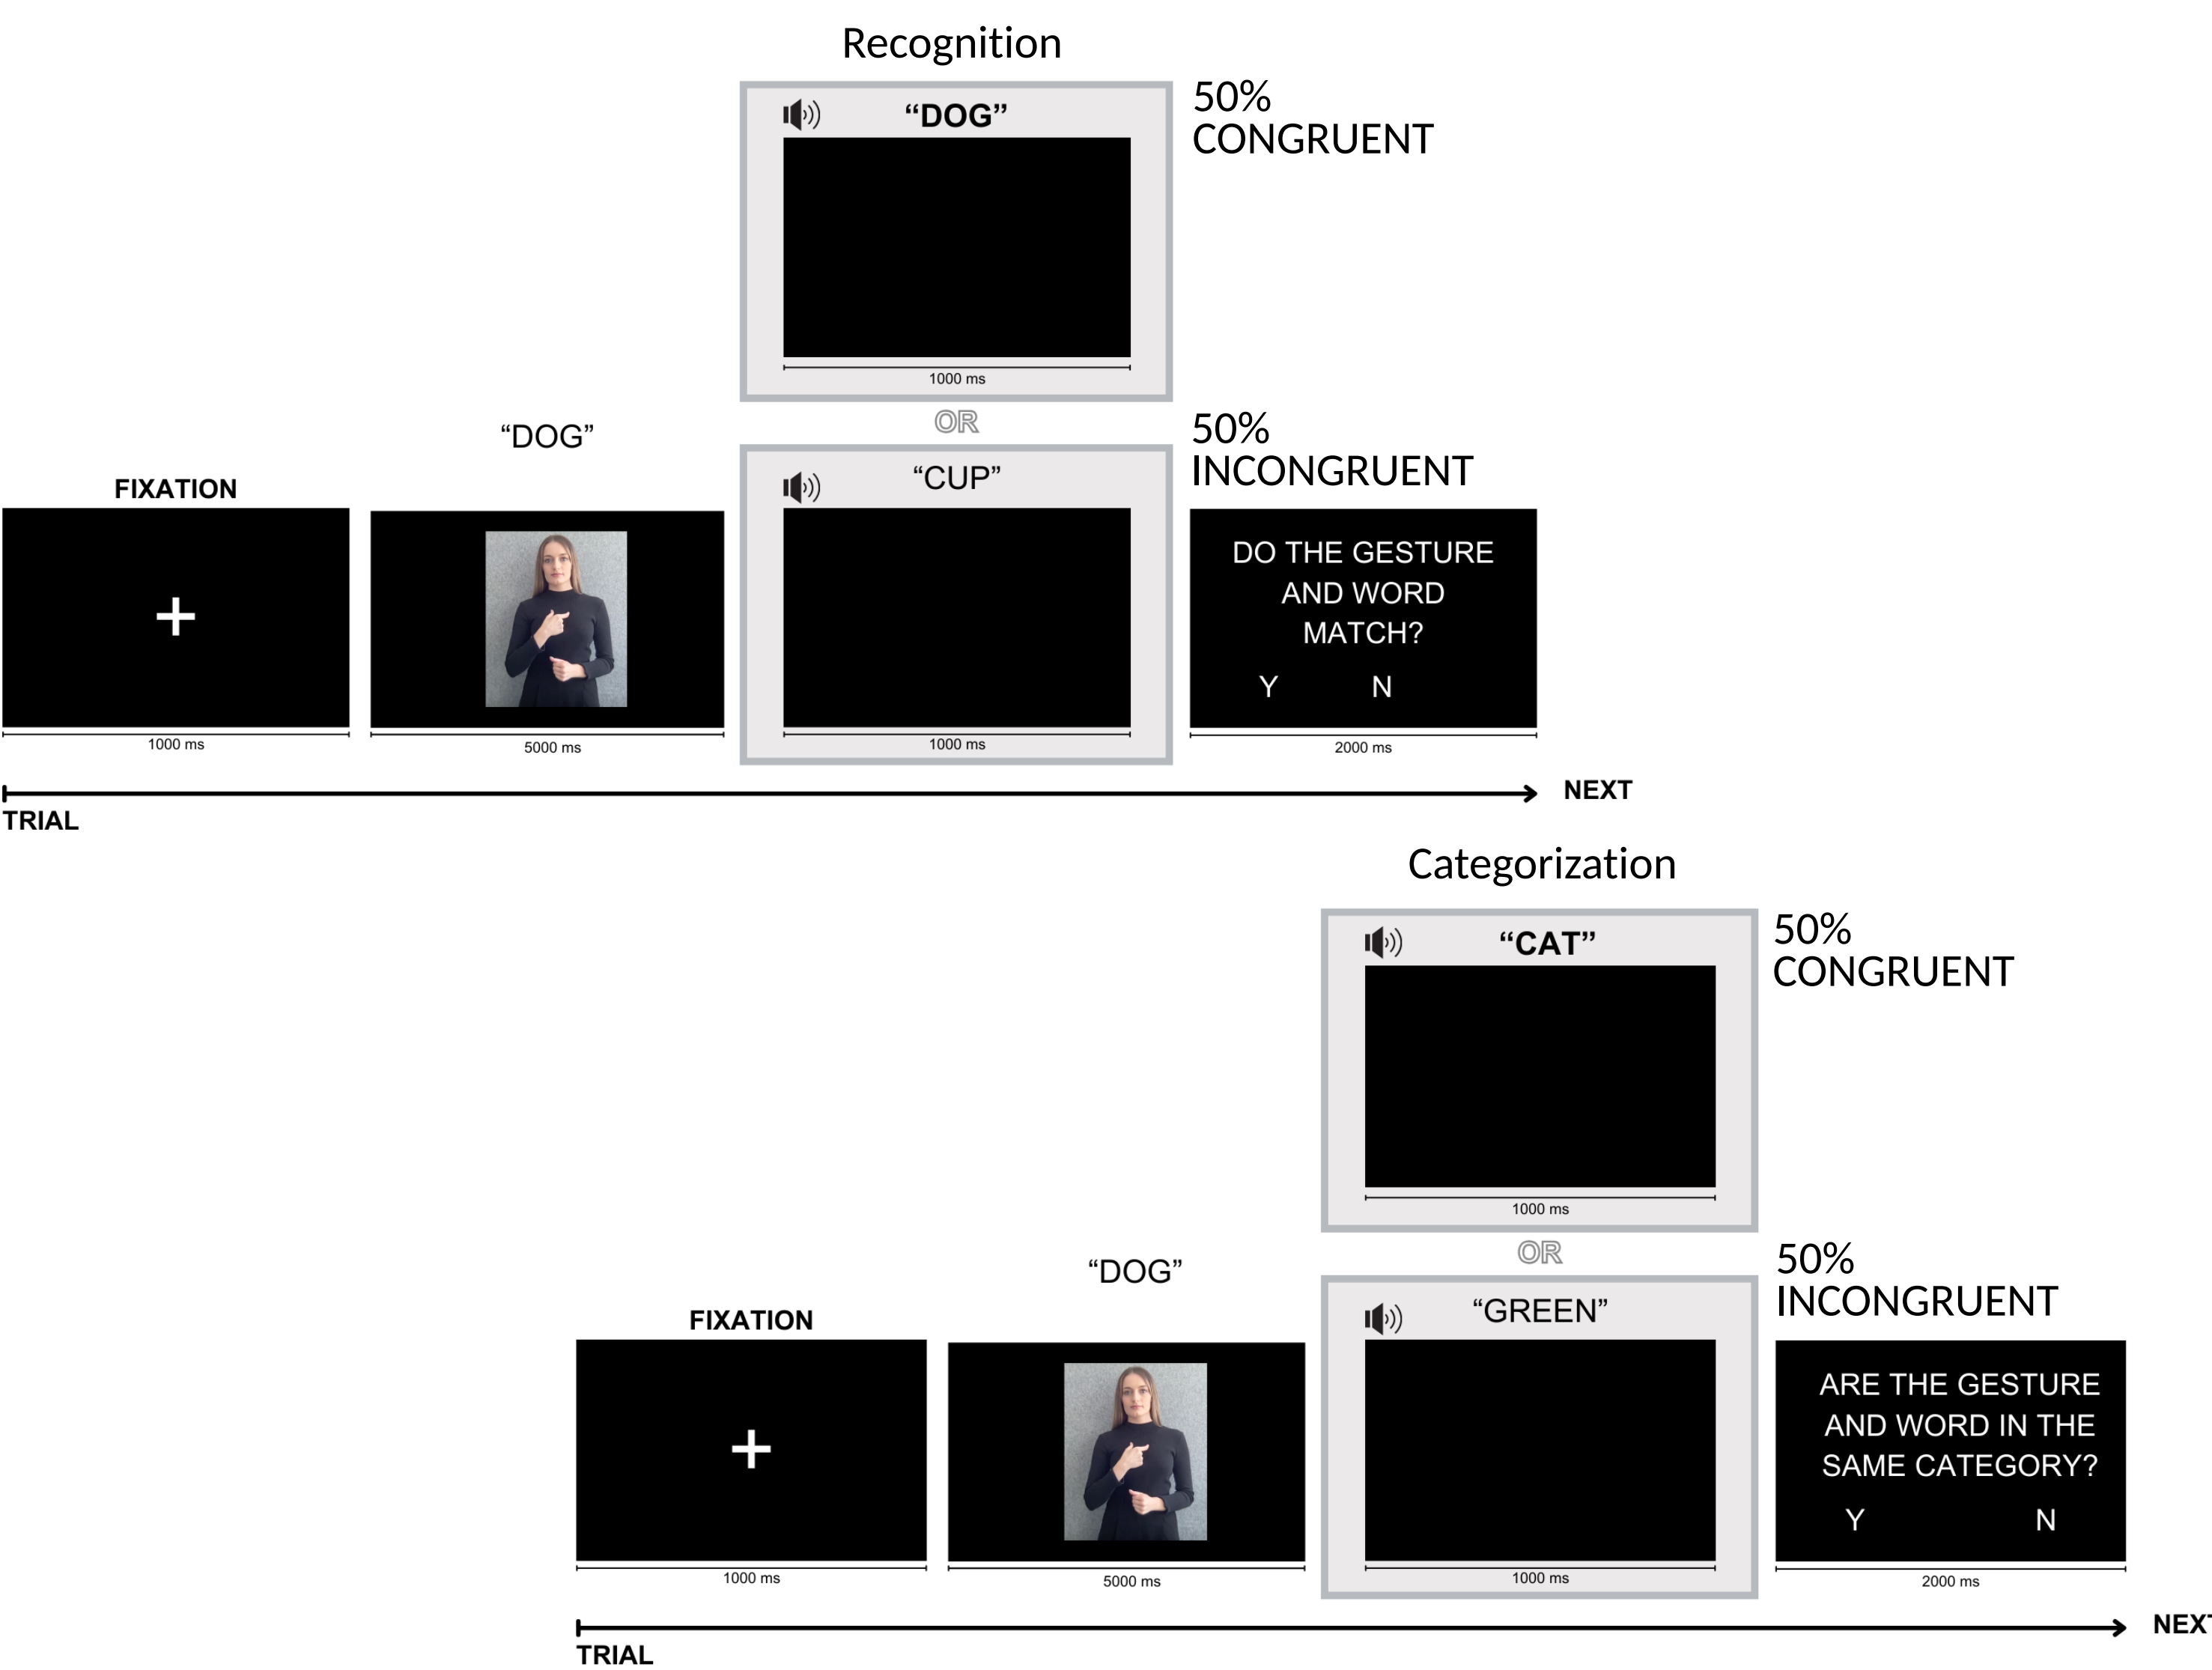 Recognition
“DOG”
50%
CONGRUENT
1000 ms
OR
“DOG”
“CUP”
50%
INCONGRUENT
FIXATION
+
DO THE GESTURE
AND WORD
MATCH?
Y N
1000 ms
5000 ms
1000 ms
2000 ms
NEXT
TRIAL
Categorization
“CAT”
50%
CONGRUENT
1000 ms
OR
“DOG”
“GREEN”
50%
INCONGRUENT
FIXATION
+
ARE THE GESTURE
AND WORD IN THE
SAME CATEGORY?
Y N
1000 ms
5000 ms
1000 ms
2000 ms
NEXT
TRIAL